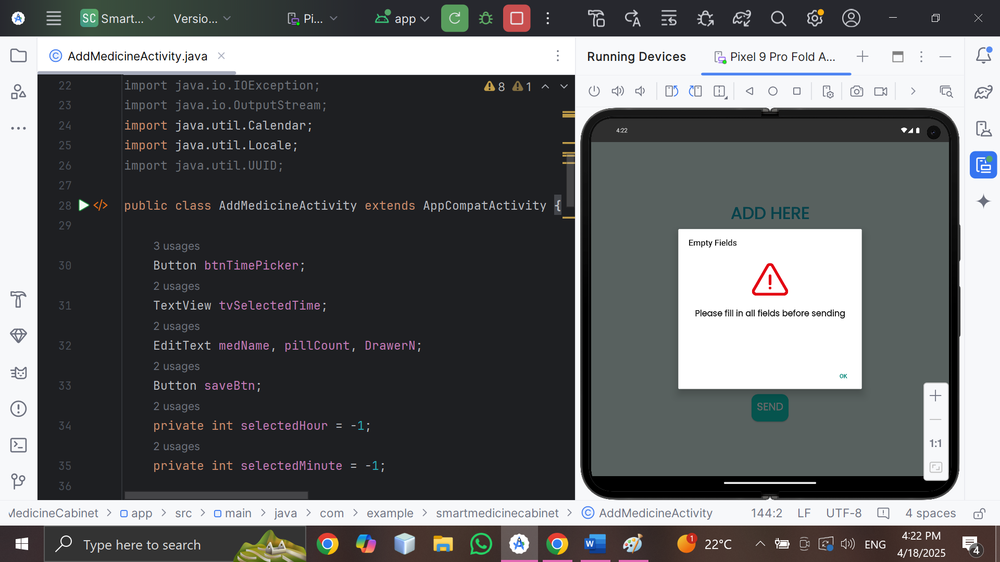 SC Smart... Versio... Pi... app
AddMedicineActivity.java
Running Devices Pixel 9 Pro Fold A...
8 1
22 import java.io.IOException;
23 import java.io.OutputStream;
24 import java.util.Calendar;
25 import java.util.Locale;
26 import java.util.UUID;
27
28 public class AddMedicineActivity extends AppCompatActivity {
29
3 usages
30 Button btnTimePicker;
2 usages
31 TextView tvSelectedTime;
2 usages
32 EditText medName, pillCount, DrawerN;
2 usages
33 Button saveBtn;
2 usages
34 private int selectedHour = -1;
2 usages
35 private int selectedMinute = -1;
36
4:22
ADD HERE
Empty Fields
Please fill in all fields before sending
OK
SEND
1:1
MedicineCabinet > app > src > main > java > com > example > smartmedicinecabinet > AddMedicineActivity
144:2 LF UTF-8 4 spaces
Type here to search
1 22°C ENG
4:22 PM
4/18/2025
4